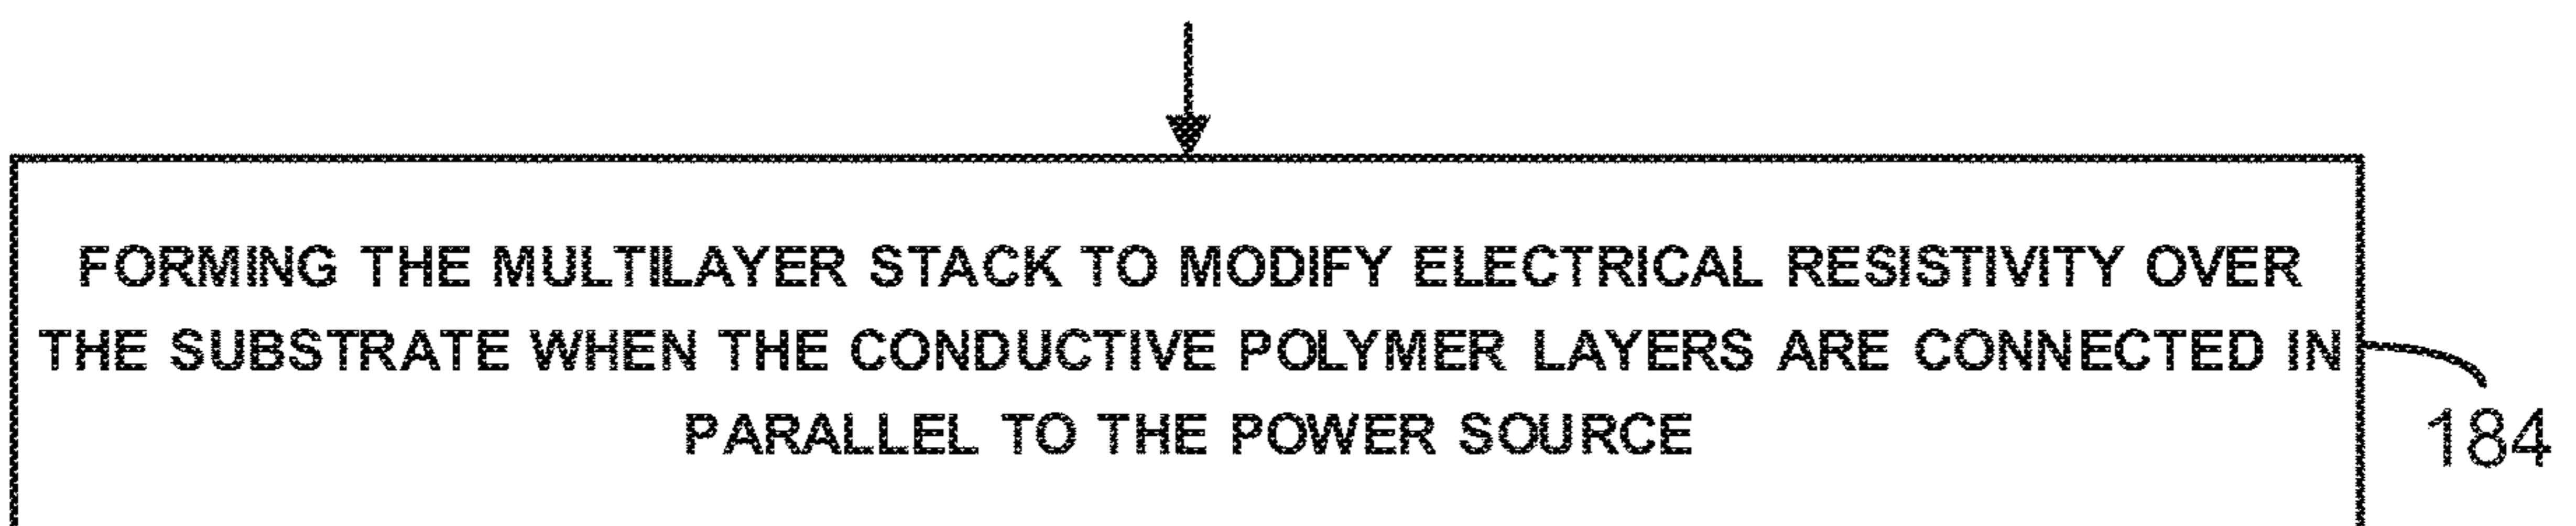 FORMING THE MULTILAYER STACK TO MODIFY ELECTRICAL RESISTIVITY OVER
THE SUBSTRATE WHEN THE CONDUCTIVE POLYMER LAYERS ARE CONNECTED IN
PARALLEL TO THE POWER SOURCE
184